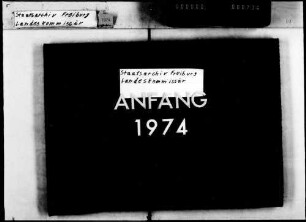 Staatsarchiv Freiburg
Landeskommissär
Staatsarchiv Freiburg
Landeskommissär
ANFANG
1974